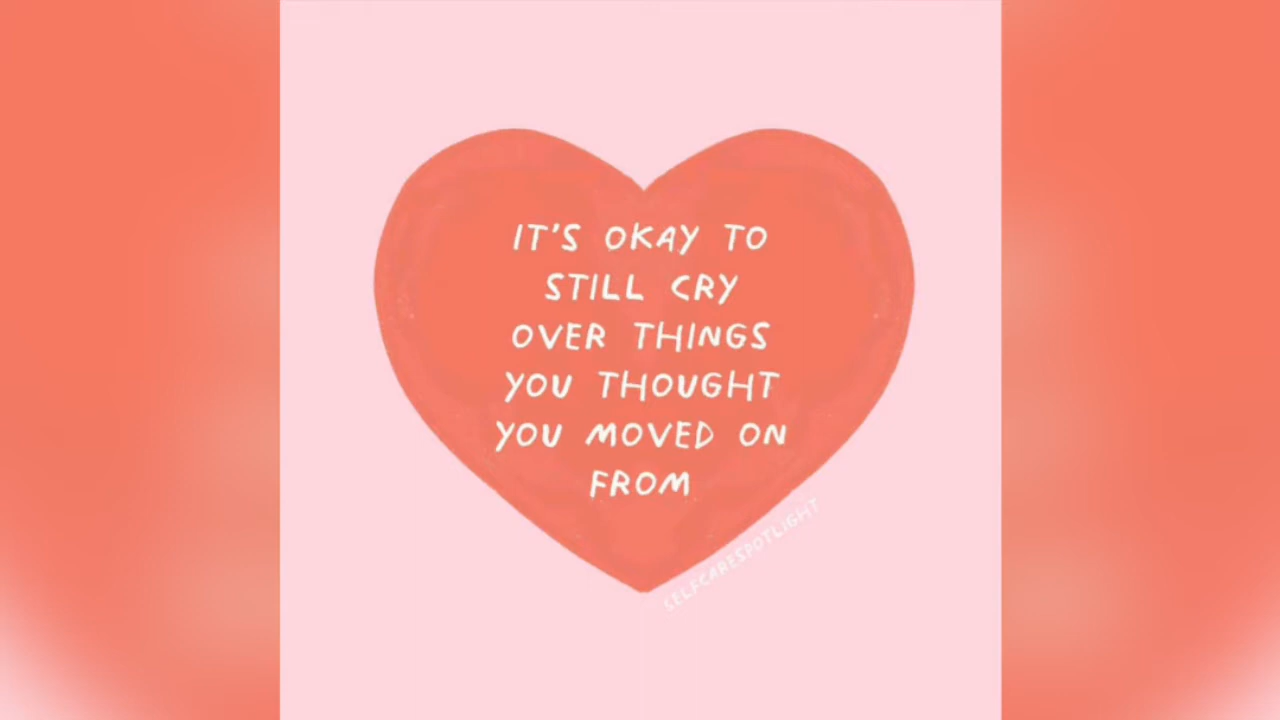 IT'S OKAY TO
STILL CRY
OVER THINGS
YOU THOUGHT
YOU MOVED ON
FROM
SELFCARESPOTLIGHT